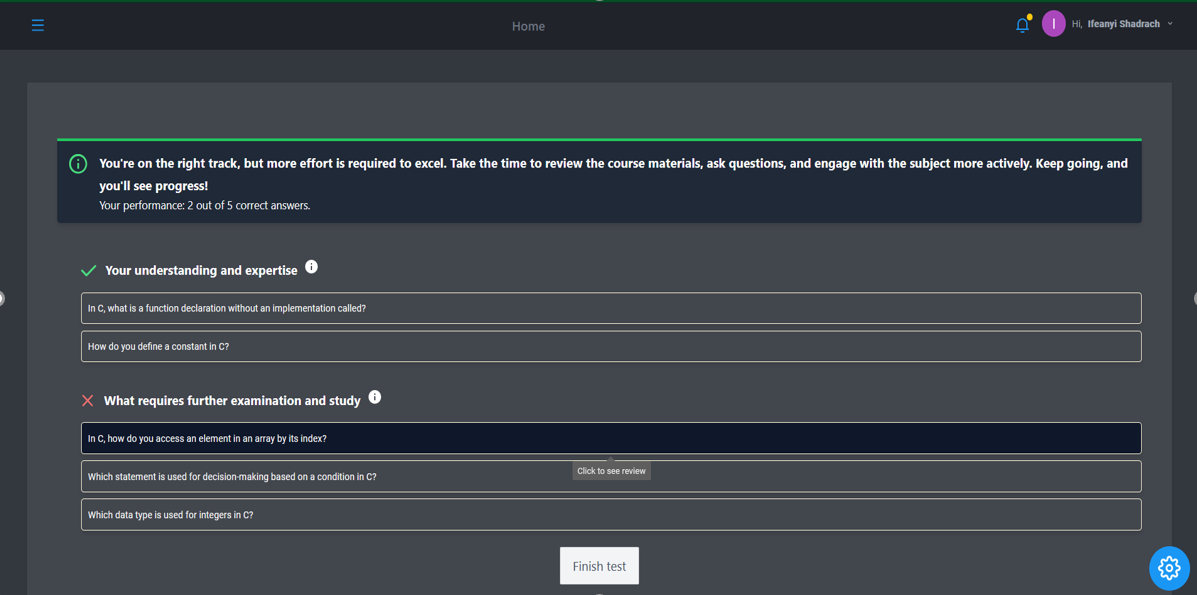 Home
I
Hi, Ifeanyi Shadrach
You're on the right track, but more effort is required to excel. Take the time to review the course materials, ask questions, and engage with the subject more actively. Keep going, and
you'll see progress!
Your performance: 2 out of 5 correct answers.
Your understanding and expertise
In C, what is a function declaration without an implementation called?
How do you define a constant in C?
What requires further examination and study
In C, how do you access an element in an array by its index?
Click to see review
Which statement is used for decision-making based on a condition in C?
Which data type is used for integers in C?
Finish test